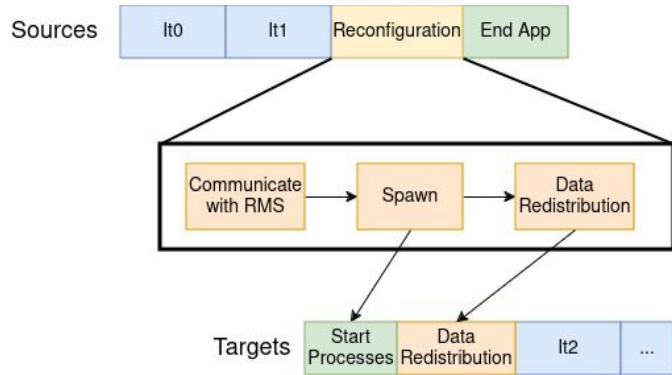 Sources It0 It1 Reconfiguration End App
Communicate
with RMS
Spawn
Data
Redistribution
Targets
Start
Processes
Data
Redistribution
It2
...